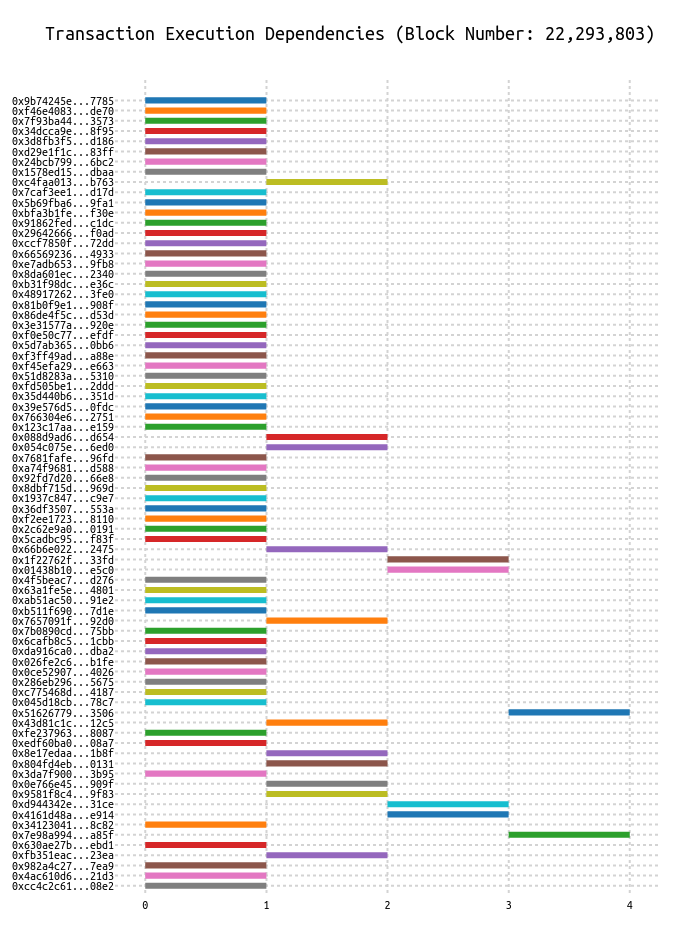 Transaction Execution Dependencies (Block Number: 22,293,803)
0x9b74245e...7785
0xf46e4083...de70
0x7f93ba44...3573
0x34dcca9e...8f95
0x3d8fb3f5...d186
0xd29e1f1c...83ff
0x24bcb799...6bc2
0x1578ed15...dbaa
0xc4faa013...b763
0x7caf3ee1...d17d
0x5b69fba6...9fa1
0xbfa3b1fe...f30e
0x91862fed...c1dc
0x29642666...f0ad
0xccf7850f...72dd
0x66569236...4933
0xe7adb653...9fb8
0x8da601ec...2340
0xb31f98dc...e36c
0x48917262...3fe0
0x81b0f9e1...908f
0x86de4f5c...d53d
0x3e31577a...920e
0xf0e50c77...efdf
0x5d7ab365...0bb6
0xf3ff49ad...a88e
0xf45efa29...e663
0x51d8283a...5310
0xfd505be1...2ddd
0x35d440b6...351d
0x39e576d5...0fdc
0x766304e6...2751
0x123c17aa...e159
0x088d9ad6...d654
0x054c075e...6ed0
0x7681fafe...96fd
0xa74f9681...d588
0x92fd7d20...66e8
0x8dbf715d...969d
0x1937c847...c9e7
0x36df3507...553a
0xf2ee1723...8110
0x2c62e9a0...0191
0x5cadbc95...f83f
0x66b6e022...2475
0x1f22762f...33fd
0x01438b10...e5c0
0x4f5beac7...d276
0x63a1fe5e...4801
0xab51ac50...91e2
0xb511f690...7d1e
0x7657091f...92d0
0x7b0890cd...75bb
0x6cafb8c5...1cbb
0xda916ca0...dba2
0x026fe2c6...b1fe
0x0ce52907...4026
0x286eb296...5675
0xc775468d...4187
0x045d18cb...78c7
0x51626779...3506
0x43d81c1c...12c5
0xfe237963...8087
0xedf60ba0...08a7
0x8e17edaa...1b8f
0x804fd4eb...0131
0x3da7f900...3b95
0x0e766e45...909f
0x9581f8c4...9f83
0xd944342e...31ce
0x4161d48a...e914
0x34123041...8c82
0x7e98a994...a85f
0x630ae27b...ebd1
0xfb351eac...23ea
0x982a4c27...7ea9
0x4ac610d6...21d3
0xcc4c2c61...08e2
0 1 2 3 4